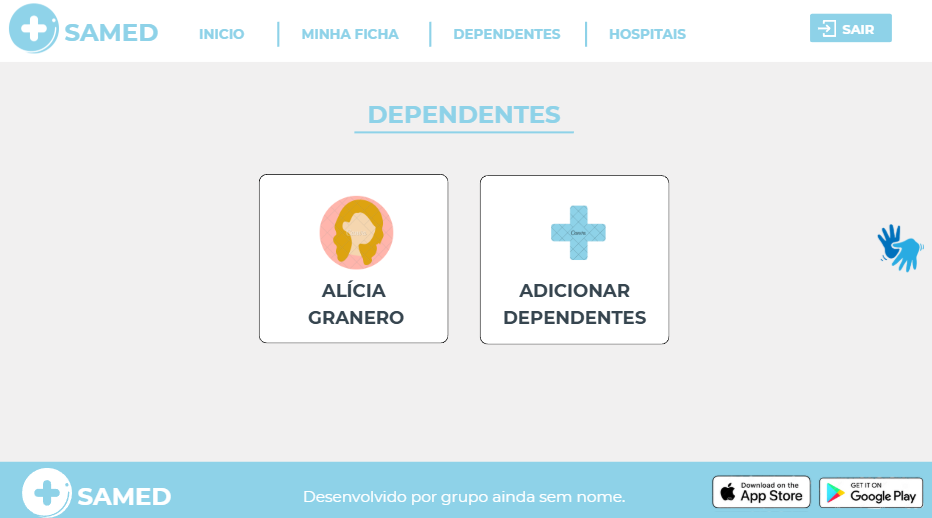 SAMED
INICIO
MINHA FICHA
DEPENDENTES
HOSPITAIS
SAIR
DEPENDENTES
ALÍCIA
GRANERO
ADICIONAR
DEPENDENTES
SAMED
Desenvolvido por grupo ainda sem nome.
Download on the
App Store
GET IT ON
Google Play